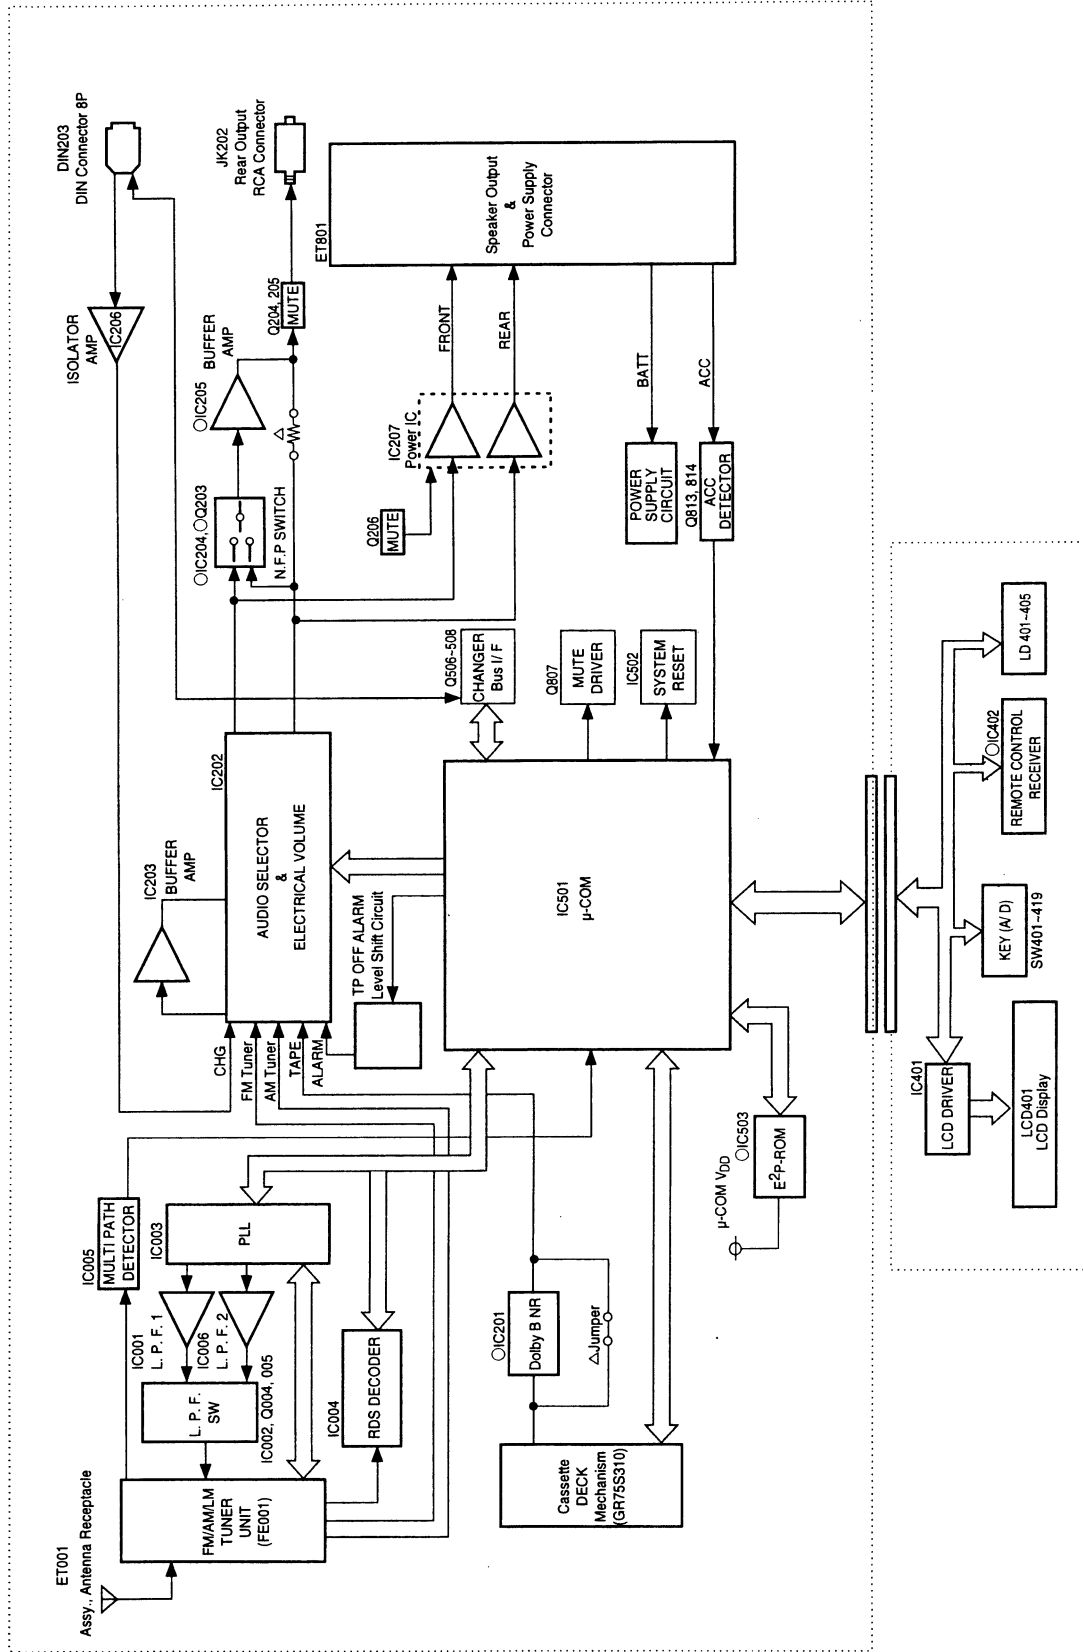 ET001
Assy., Antenna Receptacle
FM/AM/LM
TUNER
UNIT
(FE001)
L. P. F.
SW
IC002, Q004, 005
IC001
L. P. F. 1
IC006
L. P. F. 2
IC005
MULTI PATH
DETECTOR
IC003
PLL
IC004
RDS DECODER
Cassette
DECK
Mechanism
(GR75S310)
○IC201
Dolby B NR
△Jumper
CHG
FM Tuner
AM Tuner
TAPE
ALARM
IC203
BUFFER
AMP
IC202
AUDIO SELECTOR
&
ELECTRICAL VOLUME
TP OFF ALARM
Level Shift Circuit
IC501
µ-COM
µ-COM VDD
○IC503
E2P-ROM
ISOLATOR
AMP
IC206
DIN203
DIN Connector 8P
○IC204,○Q203
N.F.P SWITCH
○IC205
BUFFER
AMP
△
Q204, 205
MUTE
JK202
Rear Output
RCA Connector
Q206
MUTE
IC207
Power IC
FRONT
REAR
ET801
Speaker Output
&
Power Supply
Connector
BATT
ACC
POWER
SUPPLY
CIRCUIT
Q813, 814
ACC
DETECTOR
Q506~508
CHANGER
Bus I/F
Q807
MUTE
DRIVER
IC502
SYSTEM
RESET
IC401
LCD DRIVER
LCD401
LCD Display
KEY (A/D)
SW401~419
○IC402
REMOTE CONTROL
RECEIVER
LD 401~405